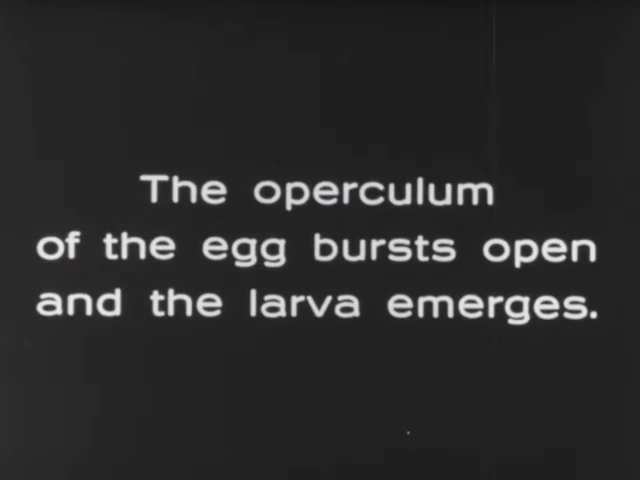 The operculum
of the egg bursts open
and the larva emerges.